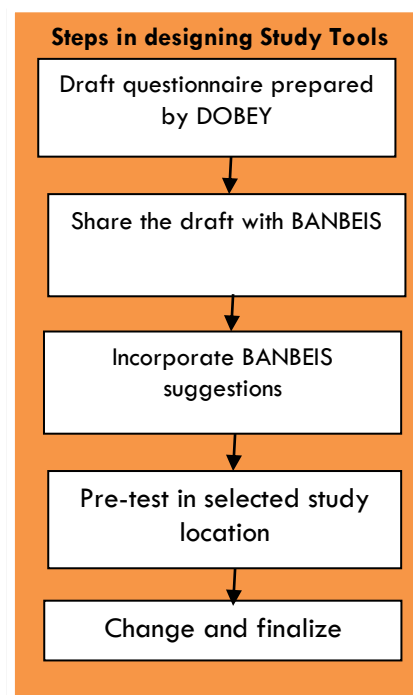 Steps in designing Study Tools
Draft questionnaire prepared
by DOBEY
Share the draft with BANBEIS
Incorporate BANBEIS
suggestions
Pre-test in selected study
location
Change and finalize